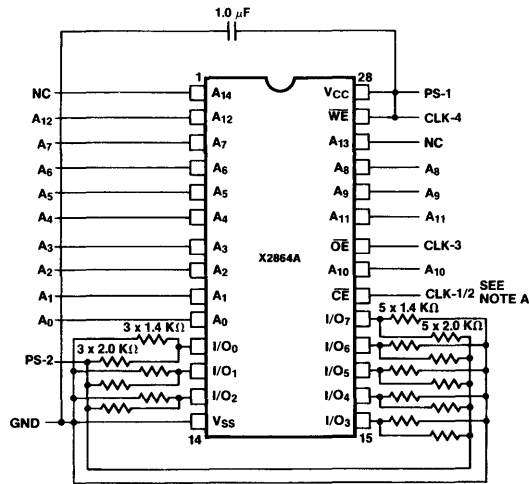 1.0 μF
1 28
NC A14 VCC PS-1
A12 A12 W̅E̅ CLK-4
A7 A7 A13 NC
A6 A6 A8 A8
A5 A5 A9 A9
A4 A4 A11 A11
A3 A3 O̅E̅ CLK-3
X2864A
A2 A2 A10 A10
A1 A1 C̅E̅ CLK-1/2 SEE NOTE A
A0 A0 I/O7 5 x 1.4 KΩ
3 x 1.4 KΩ
I/O0 I/O6 5 x 2.0 KΩ
PS-2 3 x 2.0 KΩ
I/O1 I/O5
I/O2 I/O4
GND VSS I/O3
14 15